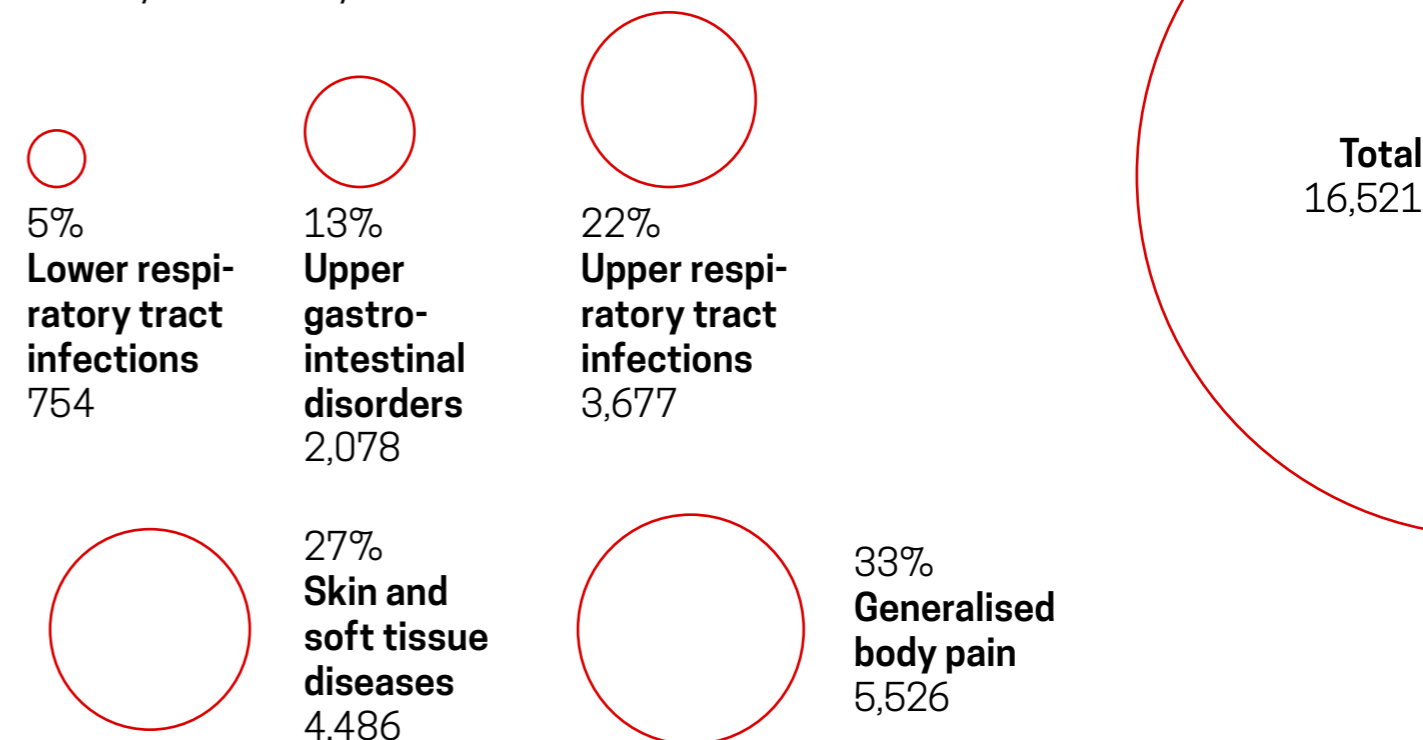 5%
Lower respi-
ratory tract
infections
754
13%
Upper
gastro-
intestinal
disorders
2,078
22%
Upper respi-
ratory tract
infections
3,677
Total
16,521
27%
Skin and
soft tissue
diseases
4,486
33%
Generalised
body pain
5,526